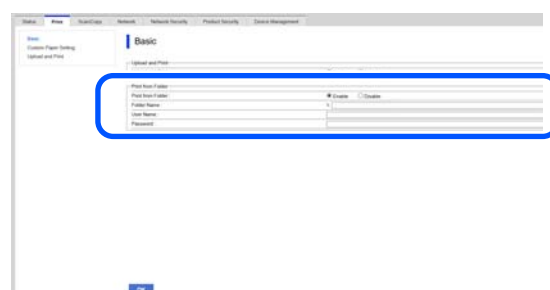 Status Print Scan/Copy Network Network Security Product Security Device Management
Basic
Custom Paper Setting
Upload and Print
Basic
Upload and Print
Print from Folder
Print from Folder : Enable Disable
Folder Name :
User Name :
Password :
OK